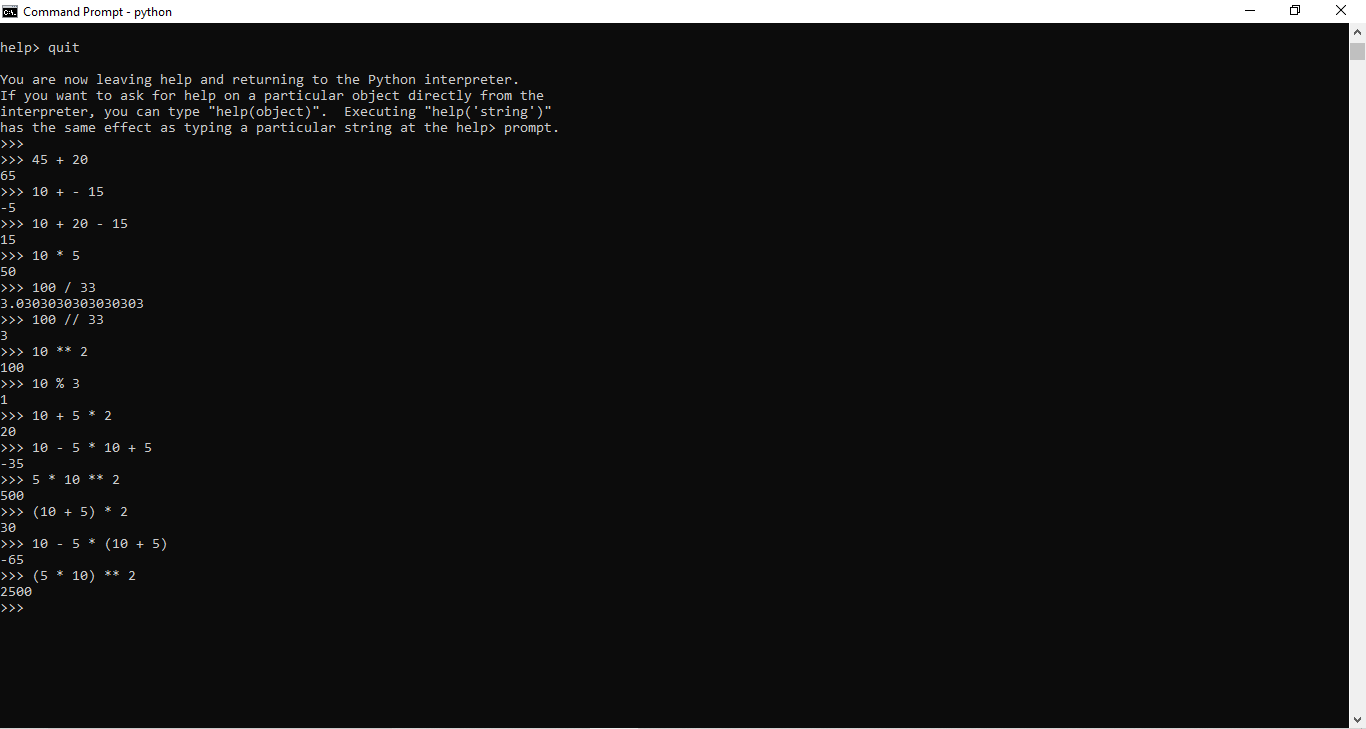 Command Prompt - python
help> quit
You are now leaving help and returning to the Python interpreter.
If you want to ask for help on a particular object directly from the
interpreter, you can type "help(object)".  Executing "help('string')"
has the same effect as typing a particular string at the help> prompt.
>>>
>>> 45 + 20
65
>>> 10 + - 15
-5
>>> 10 + 20 - 15
15
>>> 10 * 5
50
>>> 100 / 33
3.0303030303030303
>>> 100 // 33
3
>>> 10 ** 2
100
>>> 10 % 3
1
>>> 10 + 5 * 2
20
>>> 10 - 5 * 10 + 5
-35
>>> 5 * 10 ** 2
500
>>> (10 + 5) * 2
30
>>> 10 - 5 * (10 + 5)
-65
>>> (5 * 10) ** 2
2500
>>>